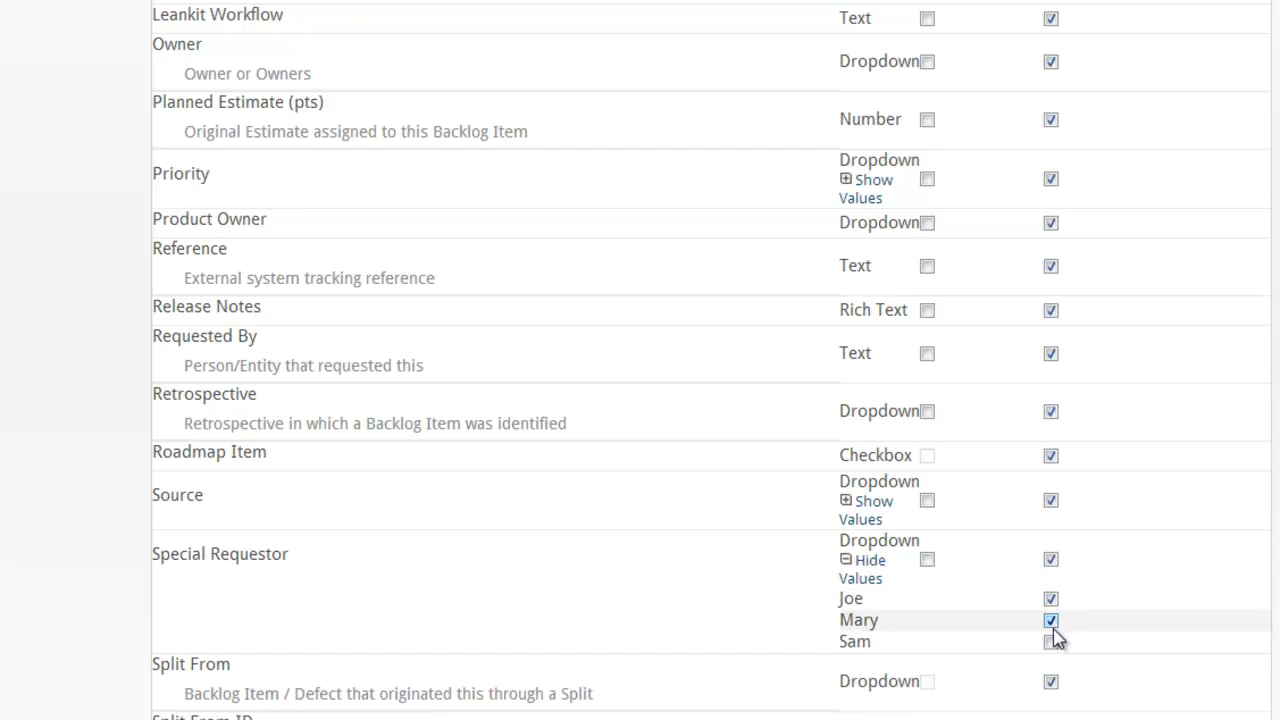 Leankit Workflow Text
Owner
Owner or Owners
Dropdown
Planned Estimate (pts)
Original Estimate assigned to this Backlog Item
Number
Priority
Dropdown
Show
Values
Product Owner Dropdown
Reference
External system tracking reference
Text
Release Notes Rich Text
Requested By
Person/Entity that requested this
Text
Retrospective
Retrospective in which a Backlog Item was identified
Dropdown
Roadmap Item Checkbox
Source
Dropdown
Show
Values
Special Requestor
Dropdown
Hide
Values
Joe
Mary
Sam
Split From
Backlog Item / Defect that originated this through a Split
Dropdown
Split From ID